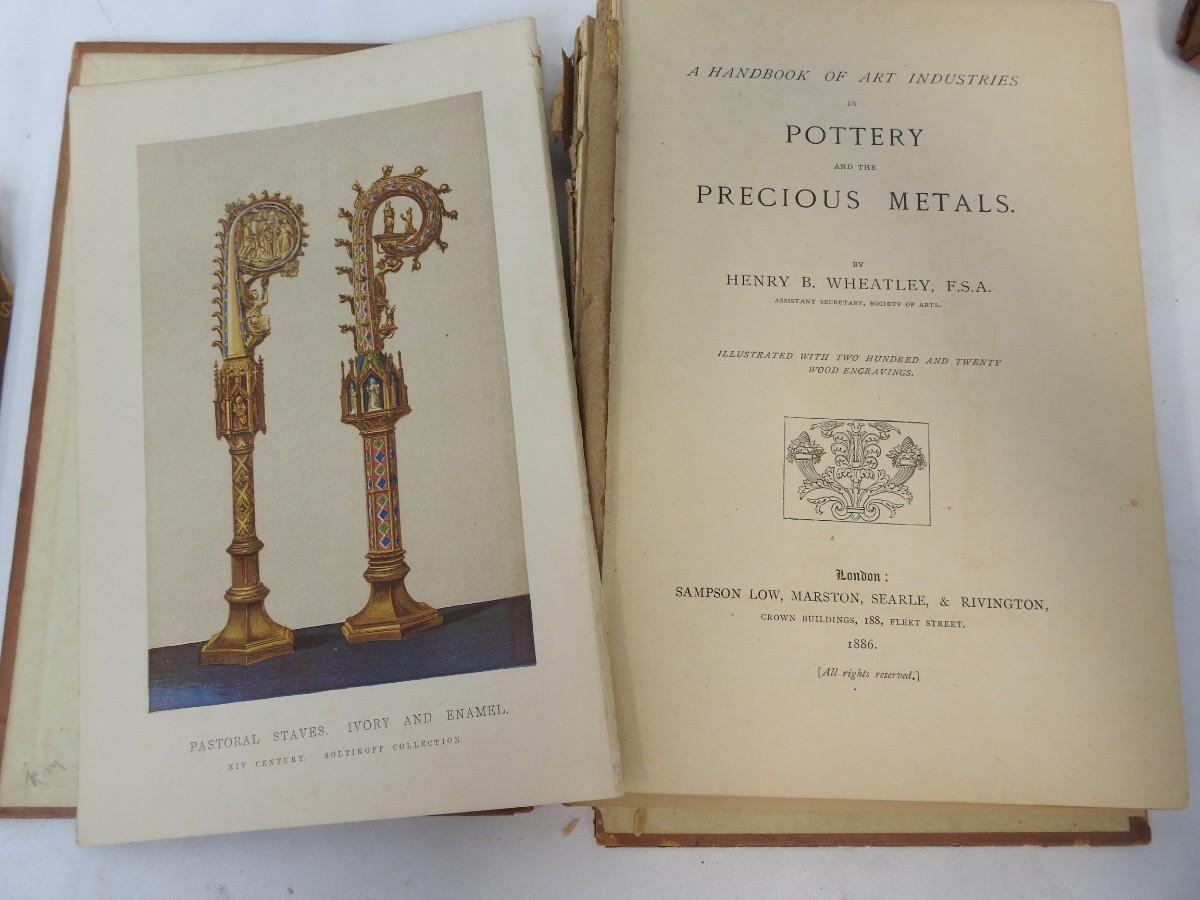 PASTORAL STAVES. IVORY AND ENAMEL.
XIV CENTURY. SOLTIKOFF COLLECTION.
A HANDBOOK OF ART INDUSTRIES
IN
POTTERY
AND THE
PRECIOUS METALS.
BY
HENRY B. WHEATLEY, F.S.A.
ASSISTANT SECRETARY, SOCIETY OF ARTS.
ILLUSTRATED WITH TWO HUNDRED AND TWENTY
WOOD ENGRAVINGS.
London:
SAMPSON LOW, MARSTON, SEARLE, & RIVINGTON,
CROWN BUILDINGS, 188, FLEET STREET.
1886.
[All rights reserved.]